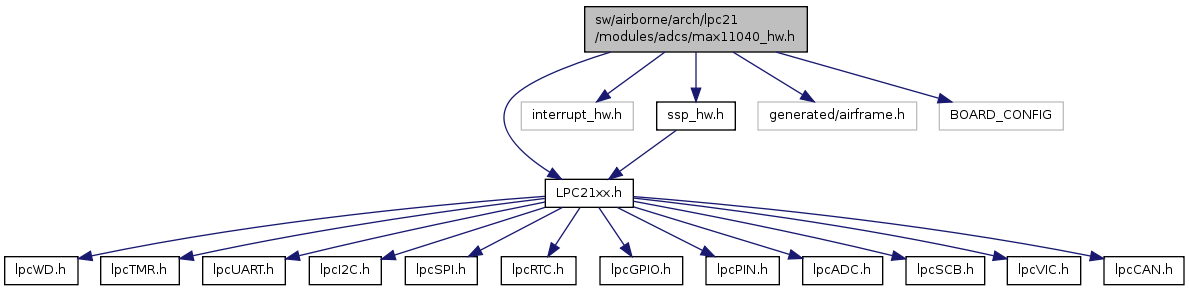 sw/airborne/arch/lpc21
/modules/adcs/max11040_hw.h
interrupt_hw.h
ssp_hw.h
generated/airframe.h
BOARD_CONFIG
LPC21xx.h
lpcWD.h
lpcTMR.h
lpcUART.h
lpcI2C.h
lpcSPI.h
lpcRTC.h
lpcGPIO.h
lpcPIN.h
lpcADC.h
lpcSCB.h
lpcVIC.h
lpcCAN.h